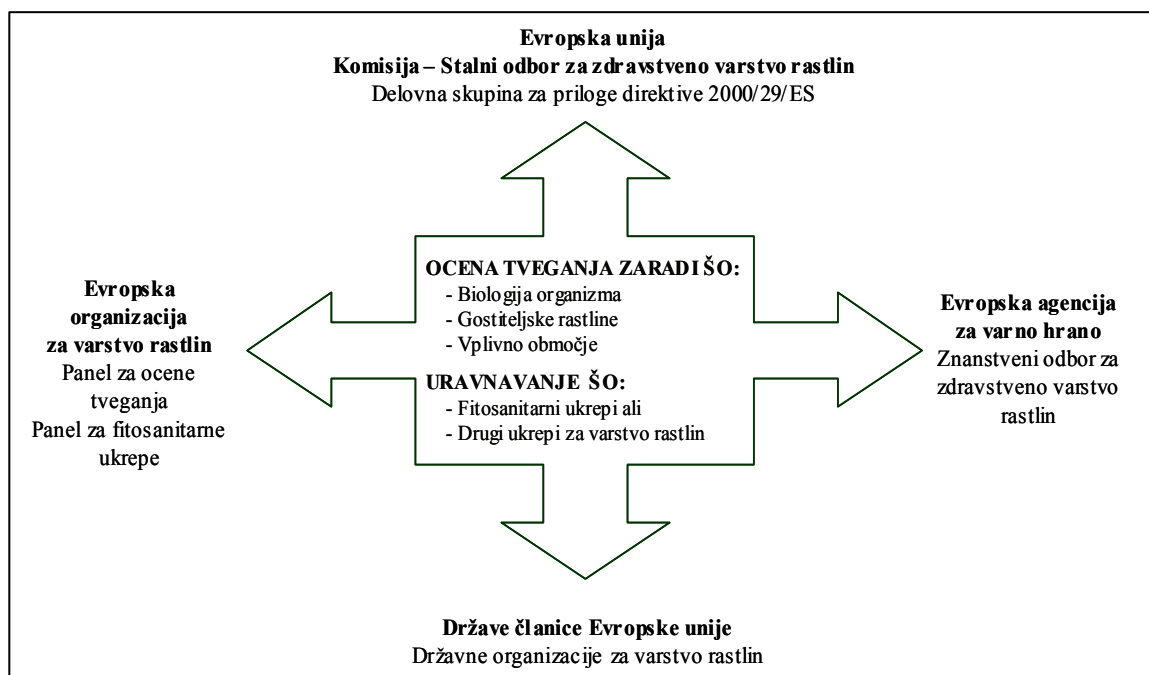 Evropska unija
Komisija – Stalni odbor za zdravstveno varstvo rastlin
Delovna skupina za priloge direktive 2000/29/ES
Evropska
organizacija
za varstvo rastlin
Panel za ocene
tveganja
Panel za fitosanitarne
ukrepe
OCENA TVEGANJA ZARADI ŠO:
- Biologija organizma
- Gostiteljske rastline
- Vplivno območje
URAVNAVANJE ŠO:
- Fitosanitarni ukrepi ali
- Drugi ukrepi za varstvo rastlin
Evropska agencija
za varno hrano
Znanstveni odbor za
zdravstveno varstvo
rastlin
Države članice Evropske unije
Državne organizacije za varstvo rastlin